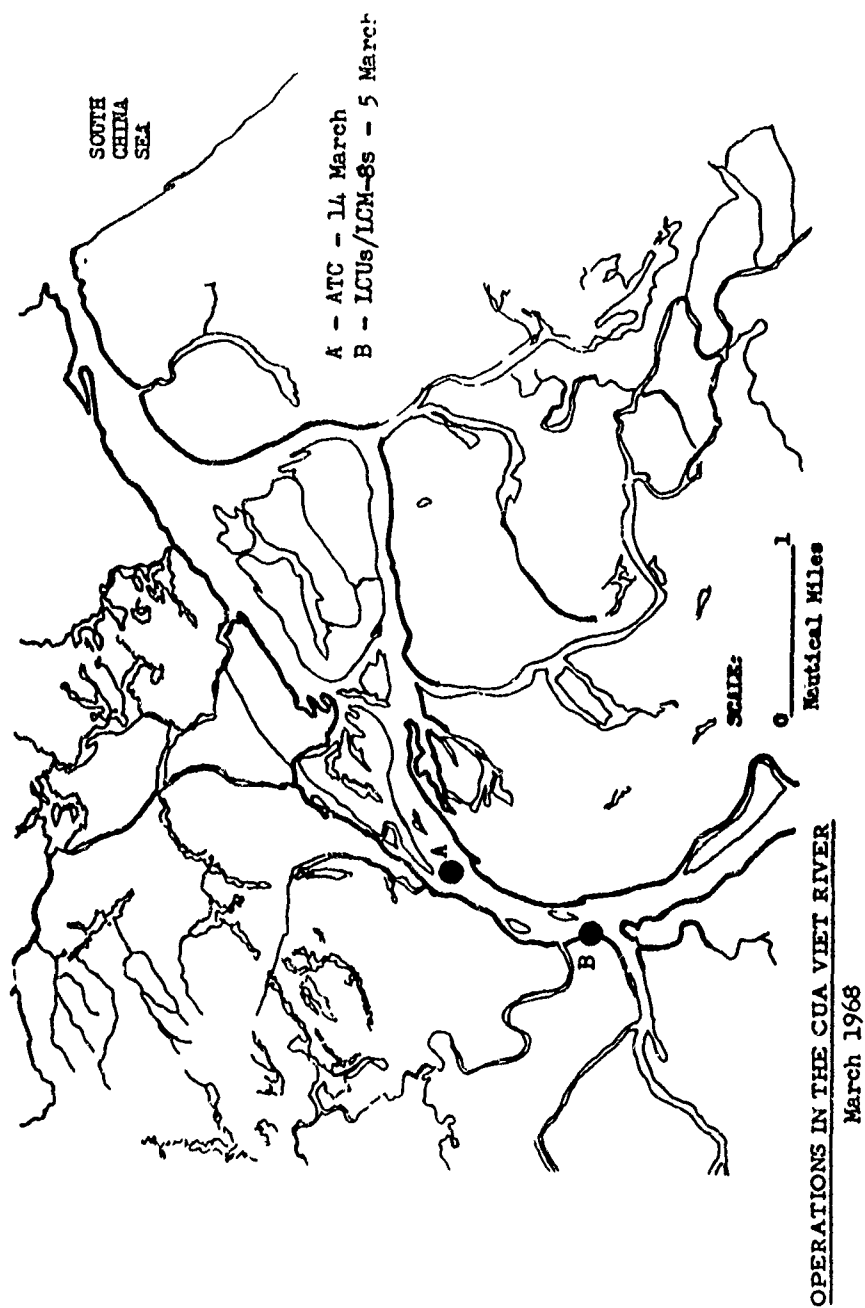 SOUTH
CHINA
SEA
A - ATC - 14 March
B - LCUs/LCM-8s - 5 March
A
B
SCALE:
0 1
Nautical Miles
OPERATIONS IN THE CUA VIET RIVER
March 1968